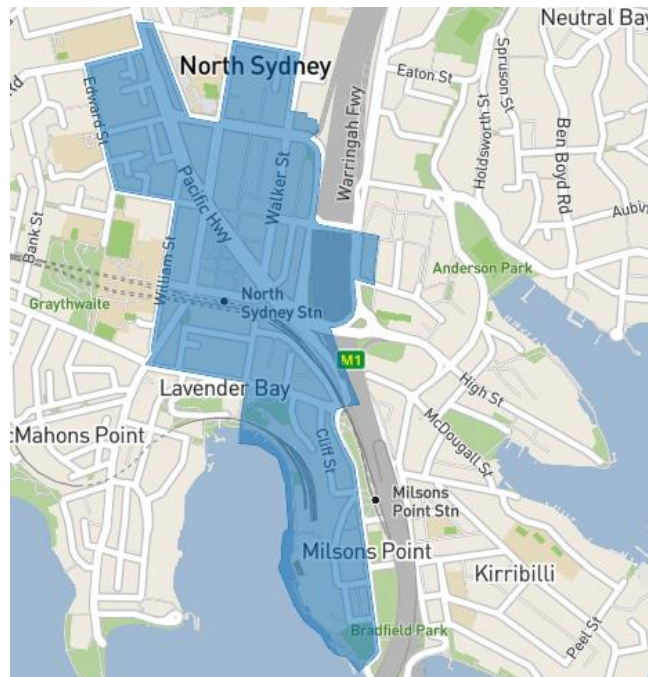 Neutral Bay
North Sydney
Edward St
Eaton St
Spruson St
Holdsworth St
Ben Boyd Rd
Warringah Fwy
Walker St
Pacific Hwy
Bank St
William St
Anderson Park
Graythwaite
North
Sydney Stn
M1
Lavender Bay
High St
McMahons Point
McDougall St
Cliff St
Milsons
Point Stn
Milsons Point
Kirribilli
Bradfield Park
Peel St